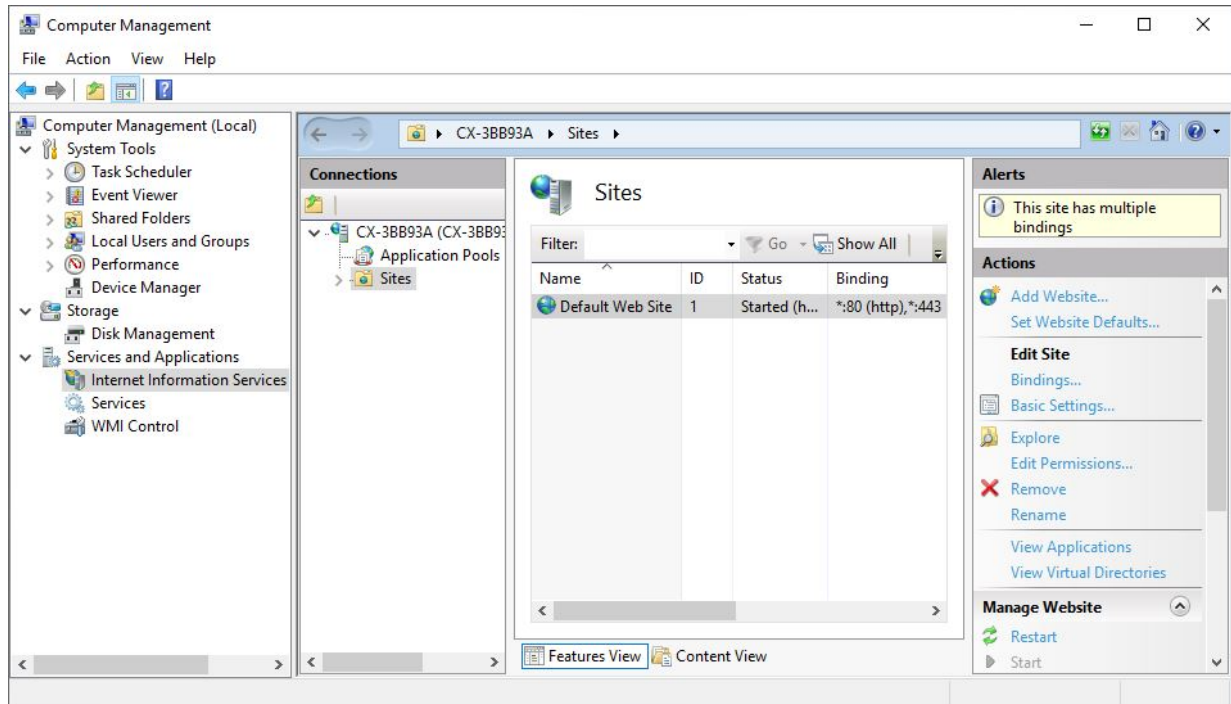 Computer Management
File Action View Help
Computer Management (Local)
System Tools
Task Scheduler
Event Viewer
Shared Folders
Local Users and Groups
Performance
Device Manager
Storage
Disk Management
Services and Applications
Internet Information Services
Services
WMI Control
CX-3BB93A Sites
Connections
CX-3BB93A (CX-3BB93
Application Pools
Sites
Sites
Filter: Go Show All
Name ID Status Binding
Default Web Site 1 Started (h... *:80 (http),*:443
Features View Content View
Alerts
This site has multiple
bindings
Actions
Add Website...
Set Website Defaults...
Edit Site
Bindings...
Basic Settings...
Explore
Edit Permissions...
Remove
Rename
View Applications
View Virtual Directories
Manage Website
Restart
Start